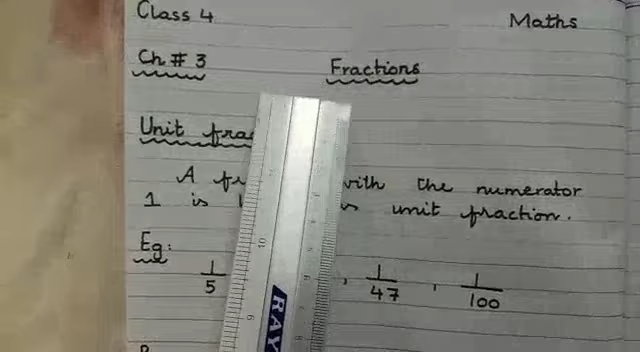 Class 4 Maths
Ch # 3 Fractions
Unit
A with the numerator
1 is unit fraction.
Eg:
1/5 , 1/47 , 1/100
RAY